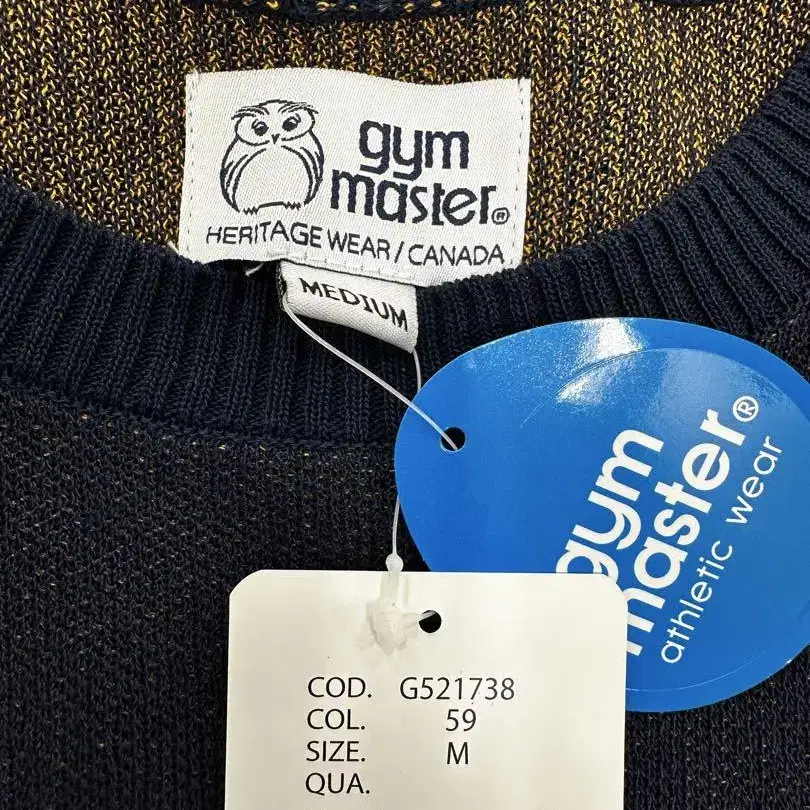 gym
master®
HERITAGE WEAR / CANADA
MEDIUM
gym
master®
athletic wear
COD. G521738
COL. 59
SIZE. M
QUA.